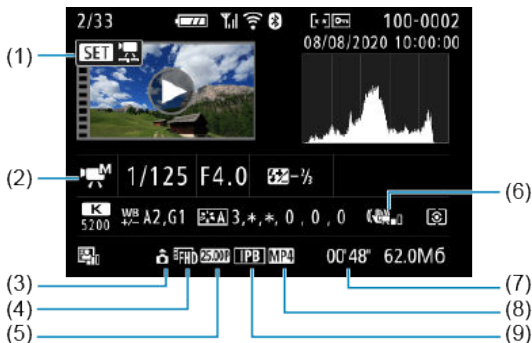 2/33 100-0002
08/08/2020 10:00:00
(1) SET
(2) M 1/125 F4.0 -⅔
(6)
K 5200 WB +/- A2,G1 A 3,*,*,0,0,0
FHD 25.00P IPB MP4 00'48" 62.0Мб
(3) (7)
(4) (8)
(5) (9)